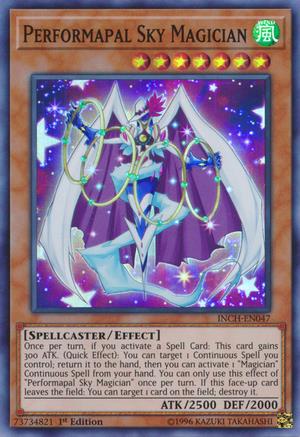 PERFORMAPAL SKY MAGICIAN
風
INCH-EN047
[SPELLCASTER/EFFECT]
Once per turn, if you activate a Spell Card: This card gains
300 ATK. (Quick Effect): You can target 1 Continuous Spell you
control; return it to the hand, then you can activate 1 "Magician"
Continuous Spell from your hand. You can only use this effect of
"Performapal Sky Magician" once per turn. If this face-up card
leaves the field: You can target 1 card on the field; destroy it.
ATK/2500 DEF/2000
73734821 1st Edition ©1996 KAZUKI TAKAHASHI